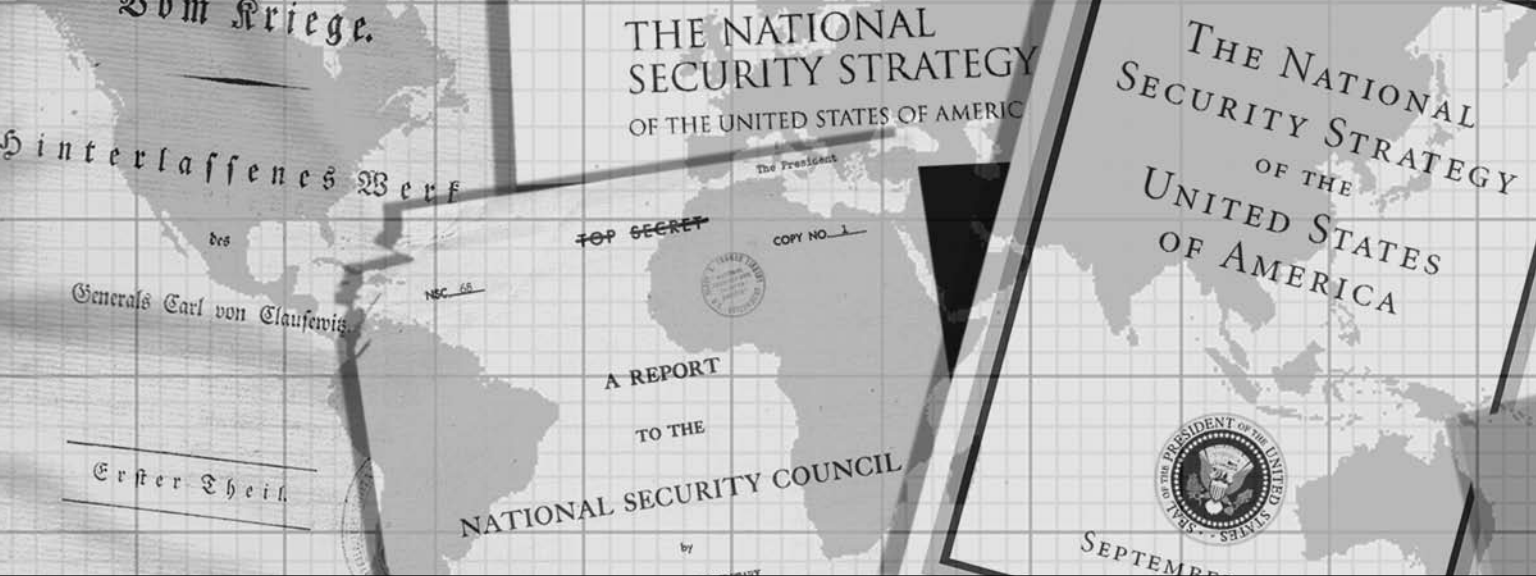 Vom Kriege.
Hinterlaſſenes Werk
des
Generals Carl von Clauſewitz.
Erſter Theil.
THE NATIONAL
SECURITY STRATEGY
OF THE UNITED STATES OF AMERIC
The President
TOP SECRET
COPY NO. 1
NSC 68
A REPORT
TO THE
NATIONAL SECURITY COUNCIL
by
THE NATIONAL
SECURITY STRATEGY
OF THE
UNITED STATES
OF AMERICA
SEAL OF THE PRESIDENT OF THE UNITED STATES
SEPTEMBE